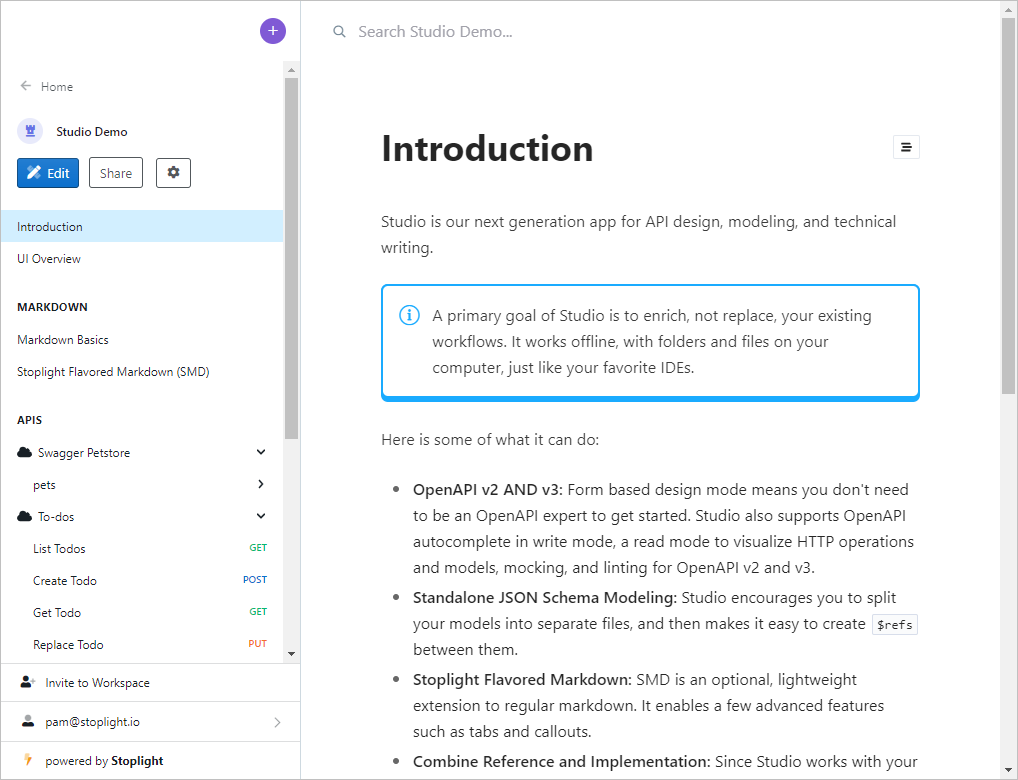 +
Search Studio Demo...
Home
Studio Demo
Edit
Share
Introduction
UI Overview
MARKDOWN
Markdown Basics
Stoplight Flavored Markdown (SMD)
APIS
Swagger Petstore
pets
To-dos
List Todos GET
Create Todo POST
Get Todo GET
Replace Todo PUT
Invite to Workspace
pam@stoplight.io
powered by Stoplight
Introduction
Studio is our next generation app for API design, modeling, and technical
writing.
A primary goal of Studio is to enrich, not replace, your existing
workflows. It works offline, with folders and files on your
computer, just like your favorite IDEs.
Here is some of what it can do:
• OpenAPI v2 AND v3: Form based design mode means you don't need
to be an OpenAPI expert to get started. Studio also supports OpenAPI
autocomplete in write mode, a read mode to visualize HTTP operations
and models, mocking, and linting for OpenAPI v2 and v3.
• Standalone JSON Schema Modeling: Studio encourages you to split
your models into separate files, and then makes it easy to create $refs
between them.
• Stoplight Flavored Markdown: SMD is an optional, lightweight
extension to regular markdown. It enables a few advanced features
such as tabs and callouts.
• Combine Reference and Implementation: Since Studio works with your